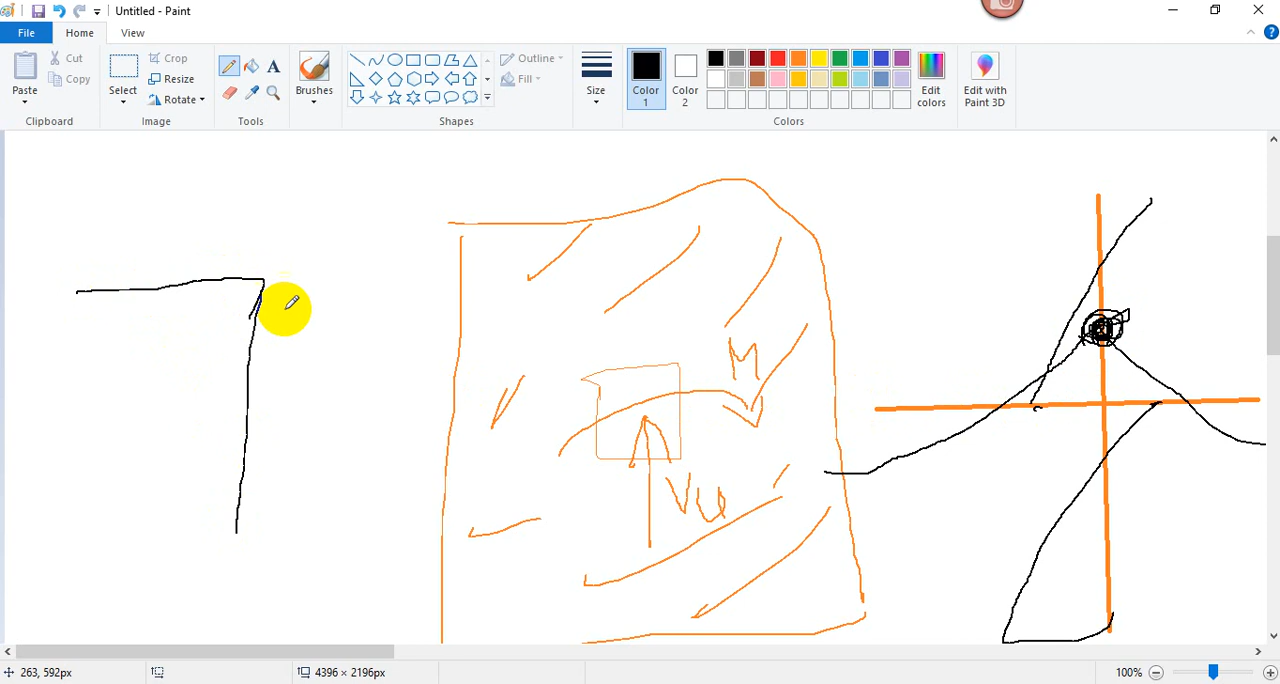 Untitled - Paint
File Home View
Paste
Cut
Copy
Clipboard
Select
Crop
Resize
Rotate
Image
A
Tools
Brushes
Shapes
Outline
Fill
Size
Color 1
Color 2
Colors
Edit colors
Edit with Paint 3D
M
Vu
263, 592px
4396 × 2196px
100%